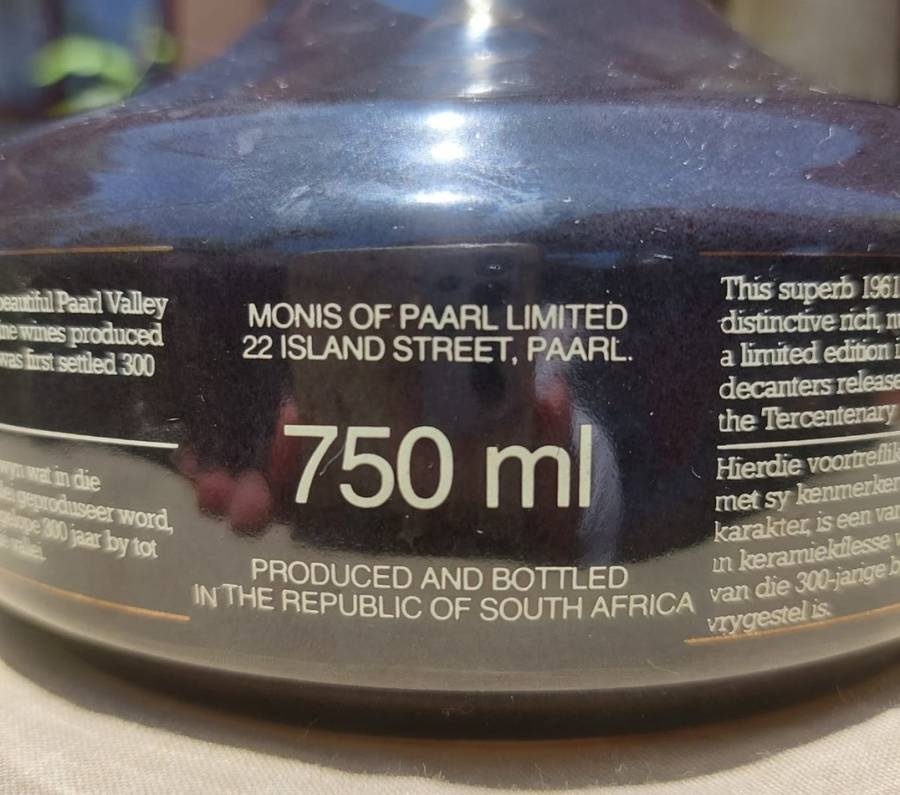 beautiful Paarl Valley
wines produced
was first settled 300
wat in die
geproduseer word,
300 jaar by tot
MONIS OF PAARL LIMITED
22 ISLAND STREET, PAARL.
750 ml
PRODUCED AND BOTTLED
IN THE REPUBLIC OF SOUTH AFRICA
This superb 1961
distinctive rich,
a limited edition
decanters release
the Tercentenary
Hierdie voortreflik
met sy kenmerken
karakter, is een van
in keramiekflesse
van die 300-jarige
vrygestel is.